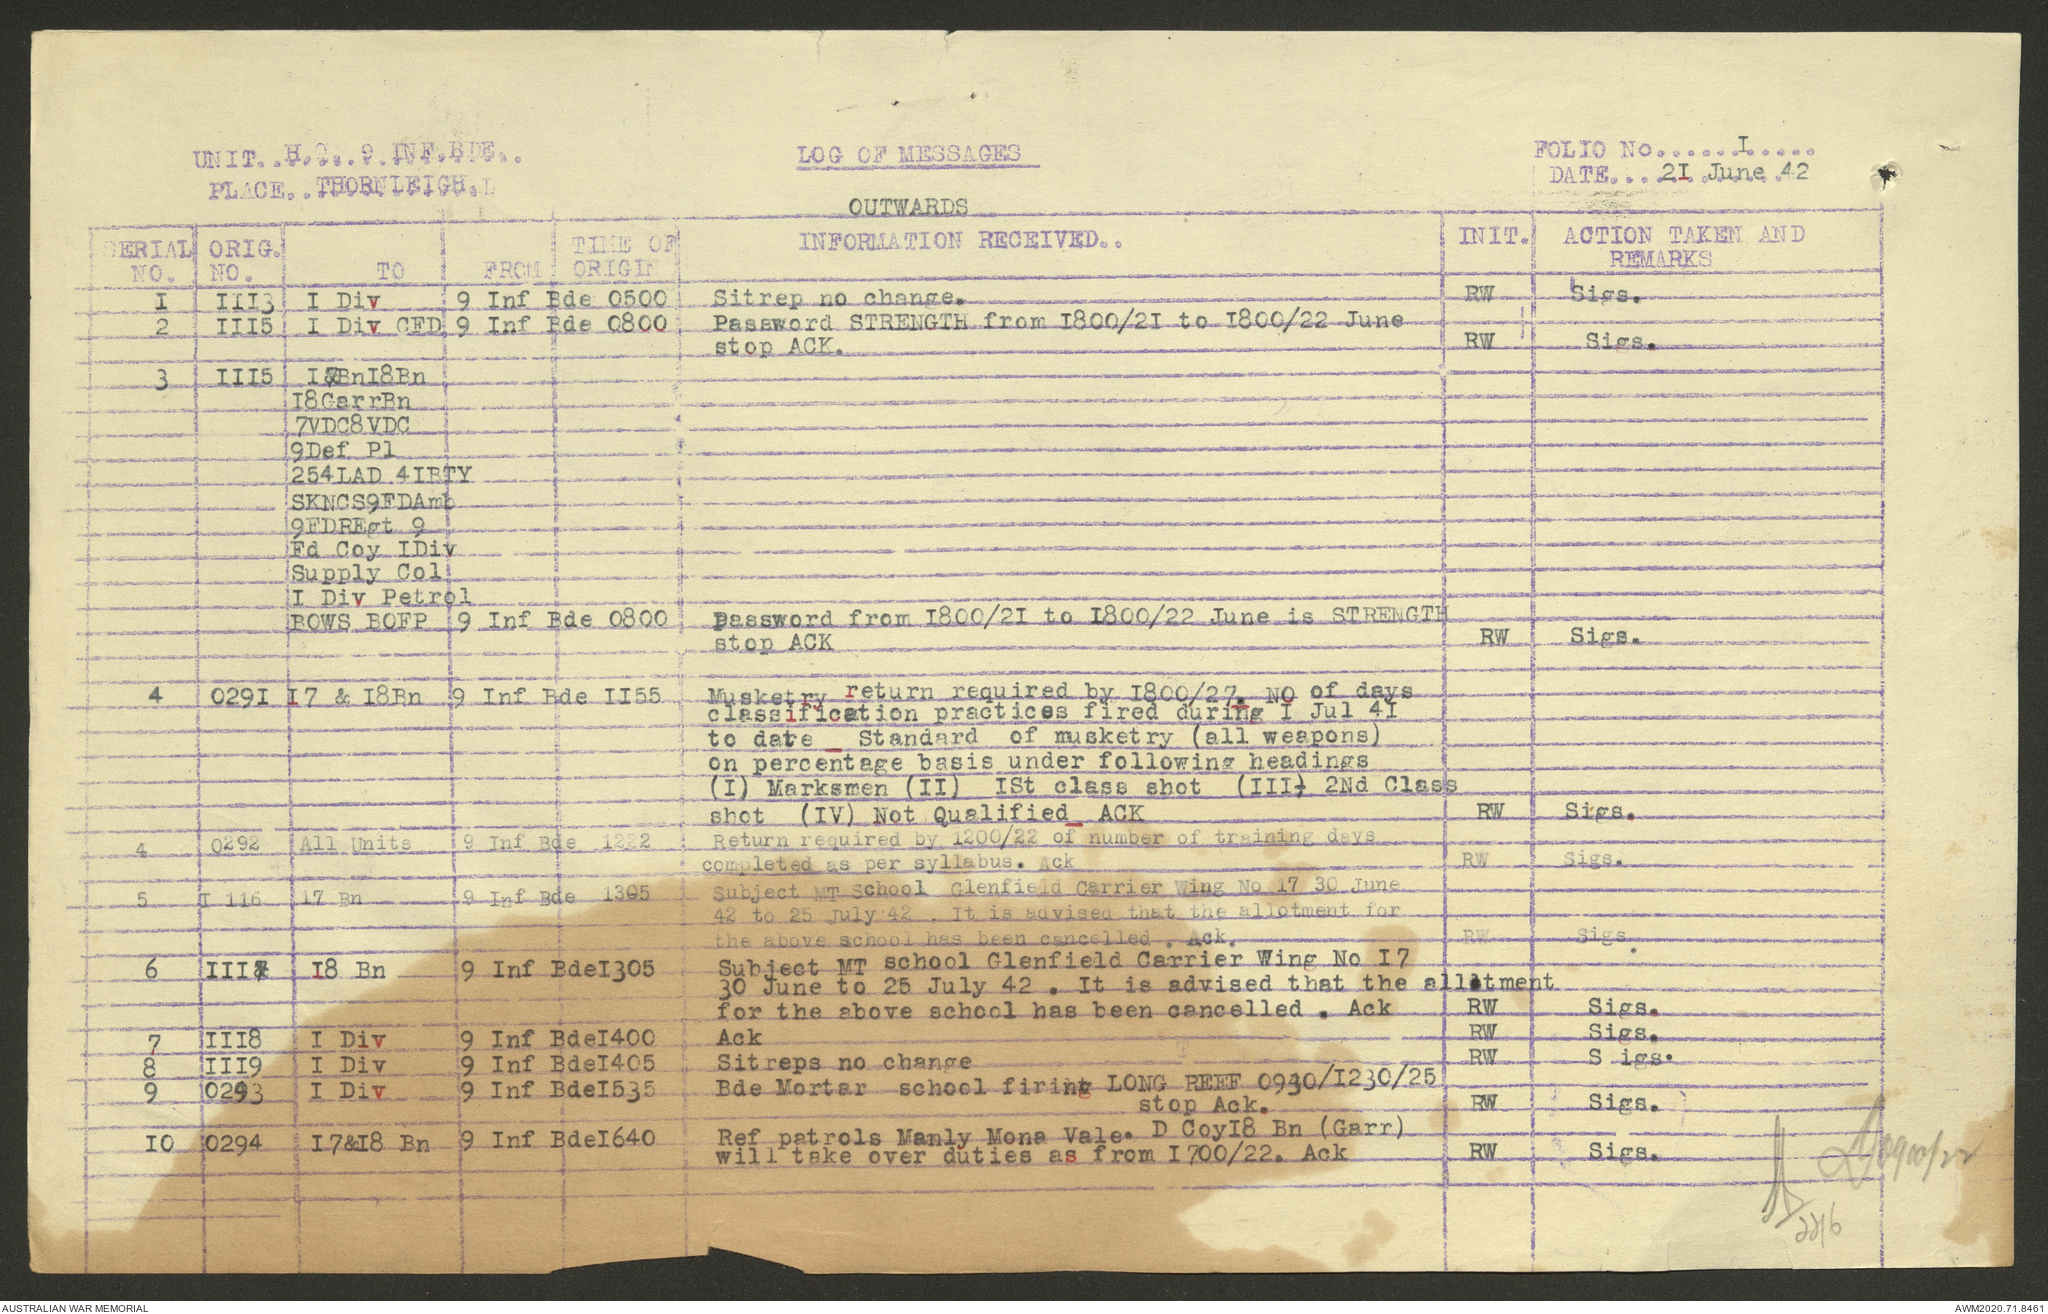 UNIT..H.Q..9.INF.BDE..
LOG OF MESSAGES
FOLIO NO......I.....
PLACE..THORNLEIGH.L
DATE....21 June 42
OUTWARDS
SERIAL NO. ORIG. NO. TO FROM TIME OF ORIGIN INFORMATION RECEIVED.. INIT. ACTION TAKEN AND REMARKS
I III3 I Div 9 Inf Bde 0500 Sitrep no change. RW Sigs.
2 III5 I Div CFD 9 Inf Bde 0800 Password STRENGTH from I800/2I to I800/22 June
stop ACK. RW Sigs.
3 III5 I7BnI8Bn
I8GarrBn
7VDC8VDC
9Def Pl
254LAD 4IBTY
SKNCS9FDAmb
9FDREgt 9
Fd Coy IDiv
Supply Col
I Div Petrol
BOWS BOFP 9 Inf Bde 0800 Password from I800/2I to I800/22 June is STRENGTH
stop ACK RW Sigs.
4 029I I7 & I8Bn 9 Inf Bde II55 Musketry return required by I800/27. NO of days
classification practices fired during I Jul 4I
to date _ Standard of musketry (all weapons)
on percentage basis under following headings
(I) Marksmen (II) ISt class shot (III) 2Nd Class
shot (IV) Not Qualified_ ACK RW Sigs.
4 0292 All Units 9 Inf Bde 1222 Return required by 1200/22 of number of training days
completed as per syllabus. Ack RW Sigs.
5 I 116 17 Bn 9 Inf Bde 1305 Subject MT School Glenfield Carrier Wing No 17 30 June
42 to 25 July 42 . It is advised that the allotment for
the above school has been cancelled . Ack. RW Sigs.
6 III7 I8 Bn 9 Inf BdeI305 Subject MT school Glenfield Carrier Wing No I7
30 June to 25 July 42 . It is advised that the allotment
for the above school has been cancelled . Ack RW Sigs.
7 III8 I Div 9 Inf BdeI400 Ack RW Sigs.
8 III9 I Div 9 Inf BdeI405 Sitreps no change RW S igs.
9 0293 I Div 9 Inf BdeI535 Bde Mortar school firing LONG REEF 0930/I230/25
stop Ack. RW Sigs.
IO 0294 I7&I8 Bn 9 Inf BdeI640 Ref patrols Manly Mona Vale. D CoyI8 Bn (Garr)
will take over duties as from I700/22. Ack RW Sigs.
0900/22
22/6
AUSTRALIAN WAR MEMORIAL
AWM2020.71.8461